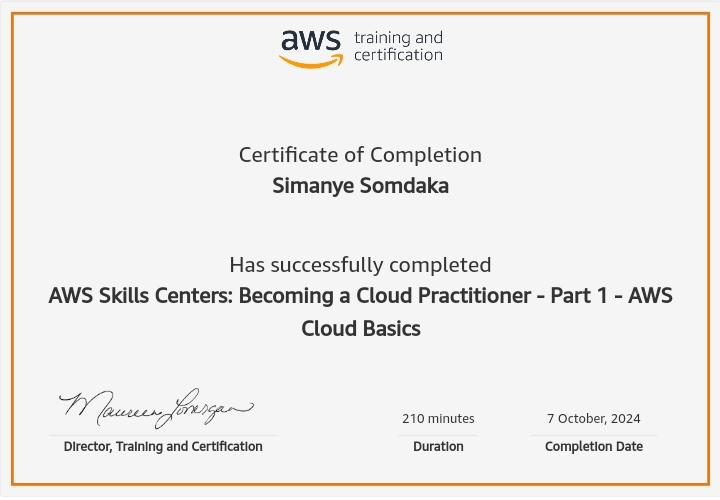 aws training and
certification
Certificate of Completion
Simanye Somdaka
Has successfully completed
AWS Skills Centers: Becoming a Cloud Practitioner - Part 1 - AWS
Cloud Basics
Maureen Lonergan
210 minutes
7 October, 2024
Director, Training and Certification
Duration
Completion Date